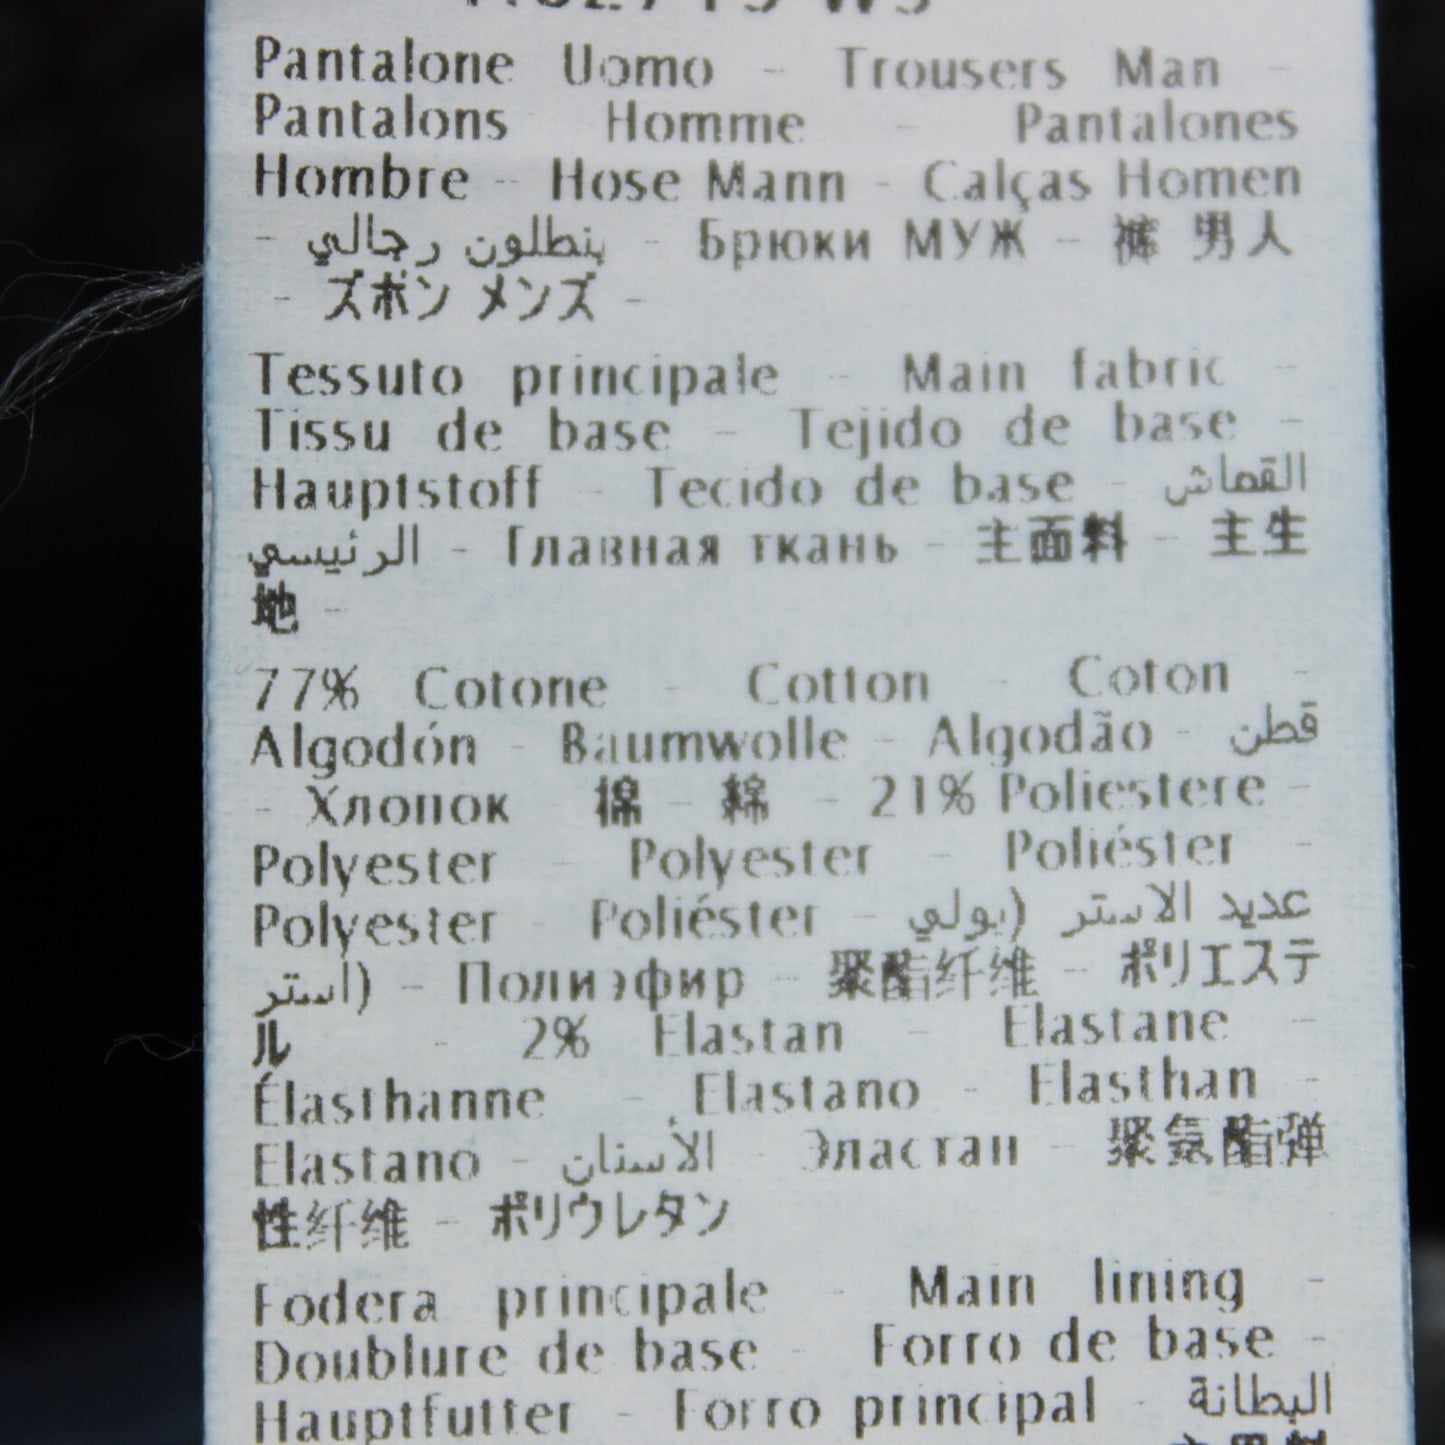 Pantalone Uomo - Trousers Man -
Pantalons Homme - Pantalones
Hombre - Hose Mann - Calças Homen
- بنطلون رجالي - Брюки МУЖ - 裤 男人
- ズボン メンズ -
Tessuto principale - Main fabric -
Tissu de base - Tejido de base -
Hauptstoff - Tecido de base - القماش
الرئيسي - Главная ткань - 主面料 - 主生
地 -
77% Cotone - Cotton - Coton -
Algodón - Baumwolle - Algodão - قطن
- Хлопок 棉 - 綿 - 21% Poliestere -
Polyester - Polyester - Poliéster -
Polyester - Poliéster - عديد الاستر (بولي
استر) - Полиэфир - 聚酯纤维 - ポリエステ
ル - 2% Elastan - Elastane -
Élasthanne - Elastano - Elasthan -
Elastano - الأستان - Эластан - 聚氨酯弹
性纤维 - ポリウレタン
Fodera principale - Main lining -
Doublure de base - Forro de base -
Hauptfutter - Forro principal - البطانة